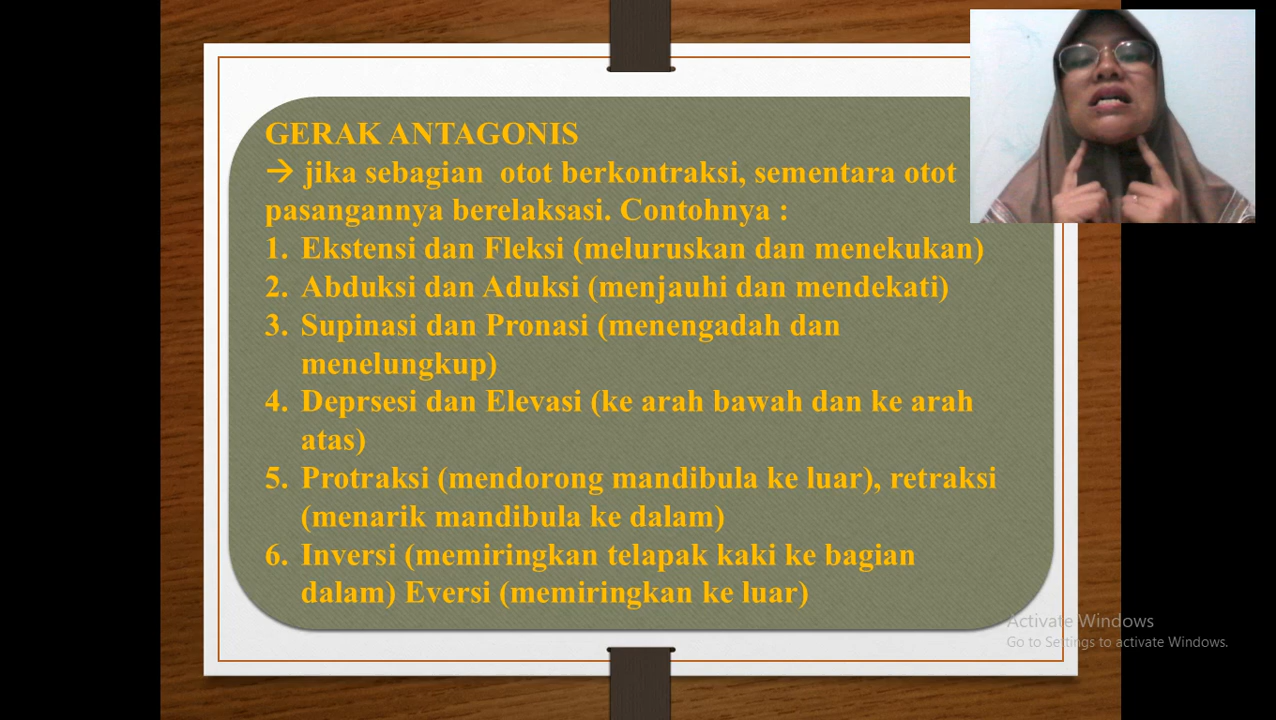 GERAK ANTAGONIS
→ jika sebagian otot berkontraksi, sementara otot
pasangannya berelaksasi. Contohnya :
1. Ekstensi dan Fleksi (meluruskan dan menekukan)
2. Abduksi dan Aduksi (menjauhi dan mendekati)
3. Supinasi dan Pronasi (menengadah dan
menelungkup)
4. Deprsesi dan Elevasi (ke arah bawah dan ke arah
atas)
5. Protraksi (mendorong mandibula ke luar), retraksi
(menarik mandibula ke dalam)
6. Inversi (memiringkan telapak kaki ke bagian
dalam) Eversi (memiringkan ke luar)
Activate Windows
Go to Settings to activate Windows.